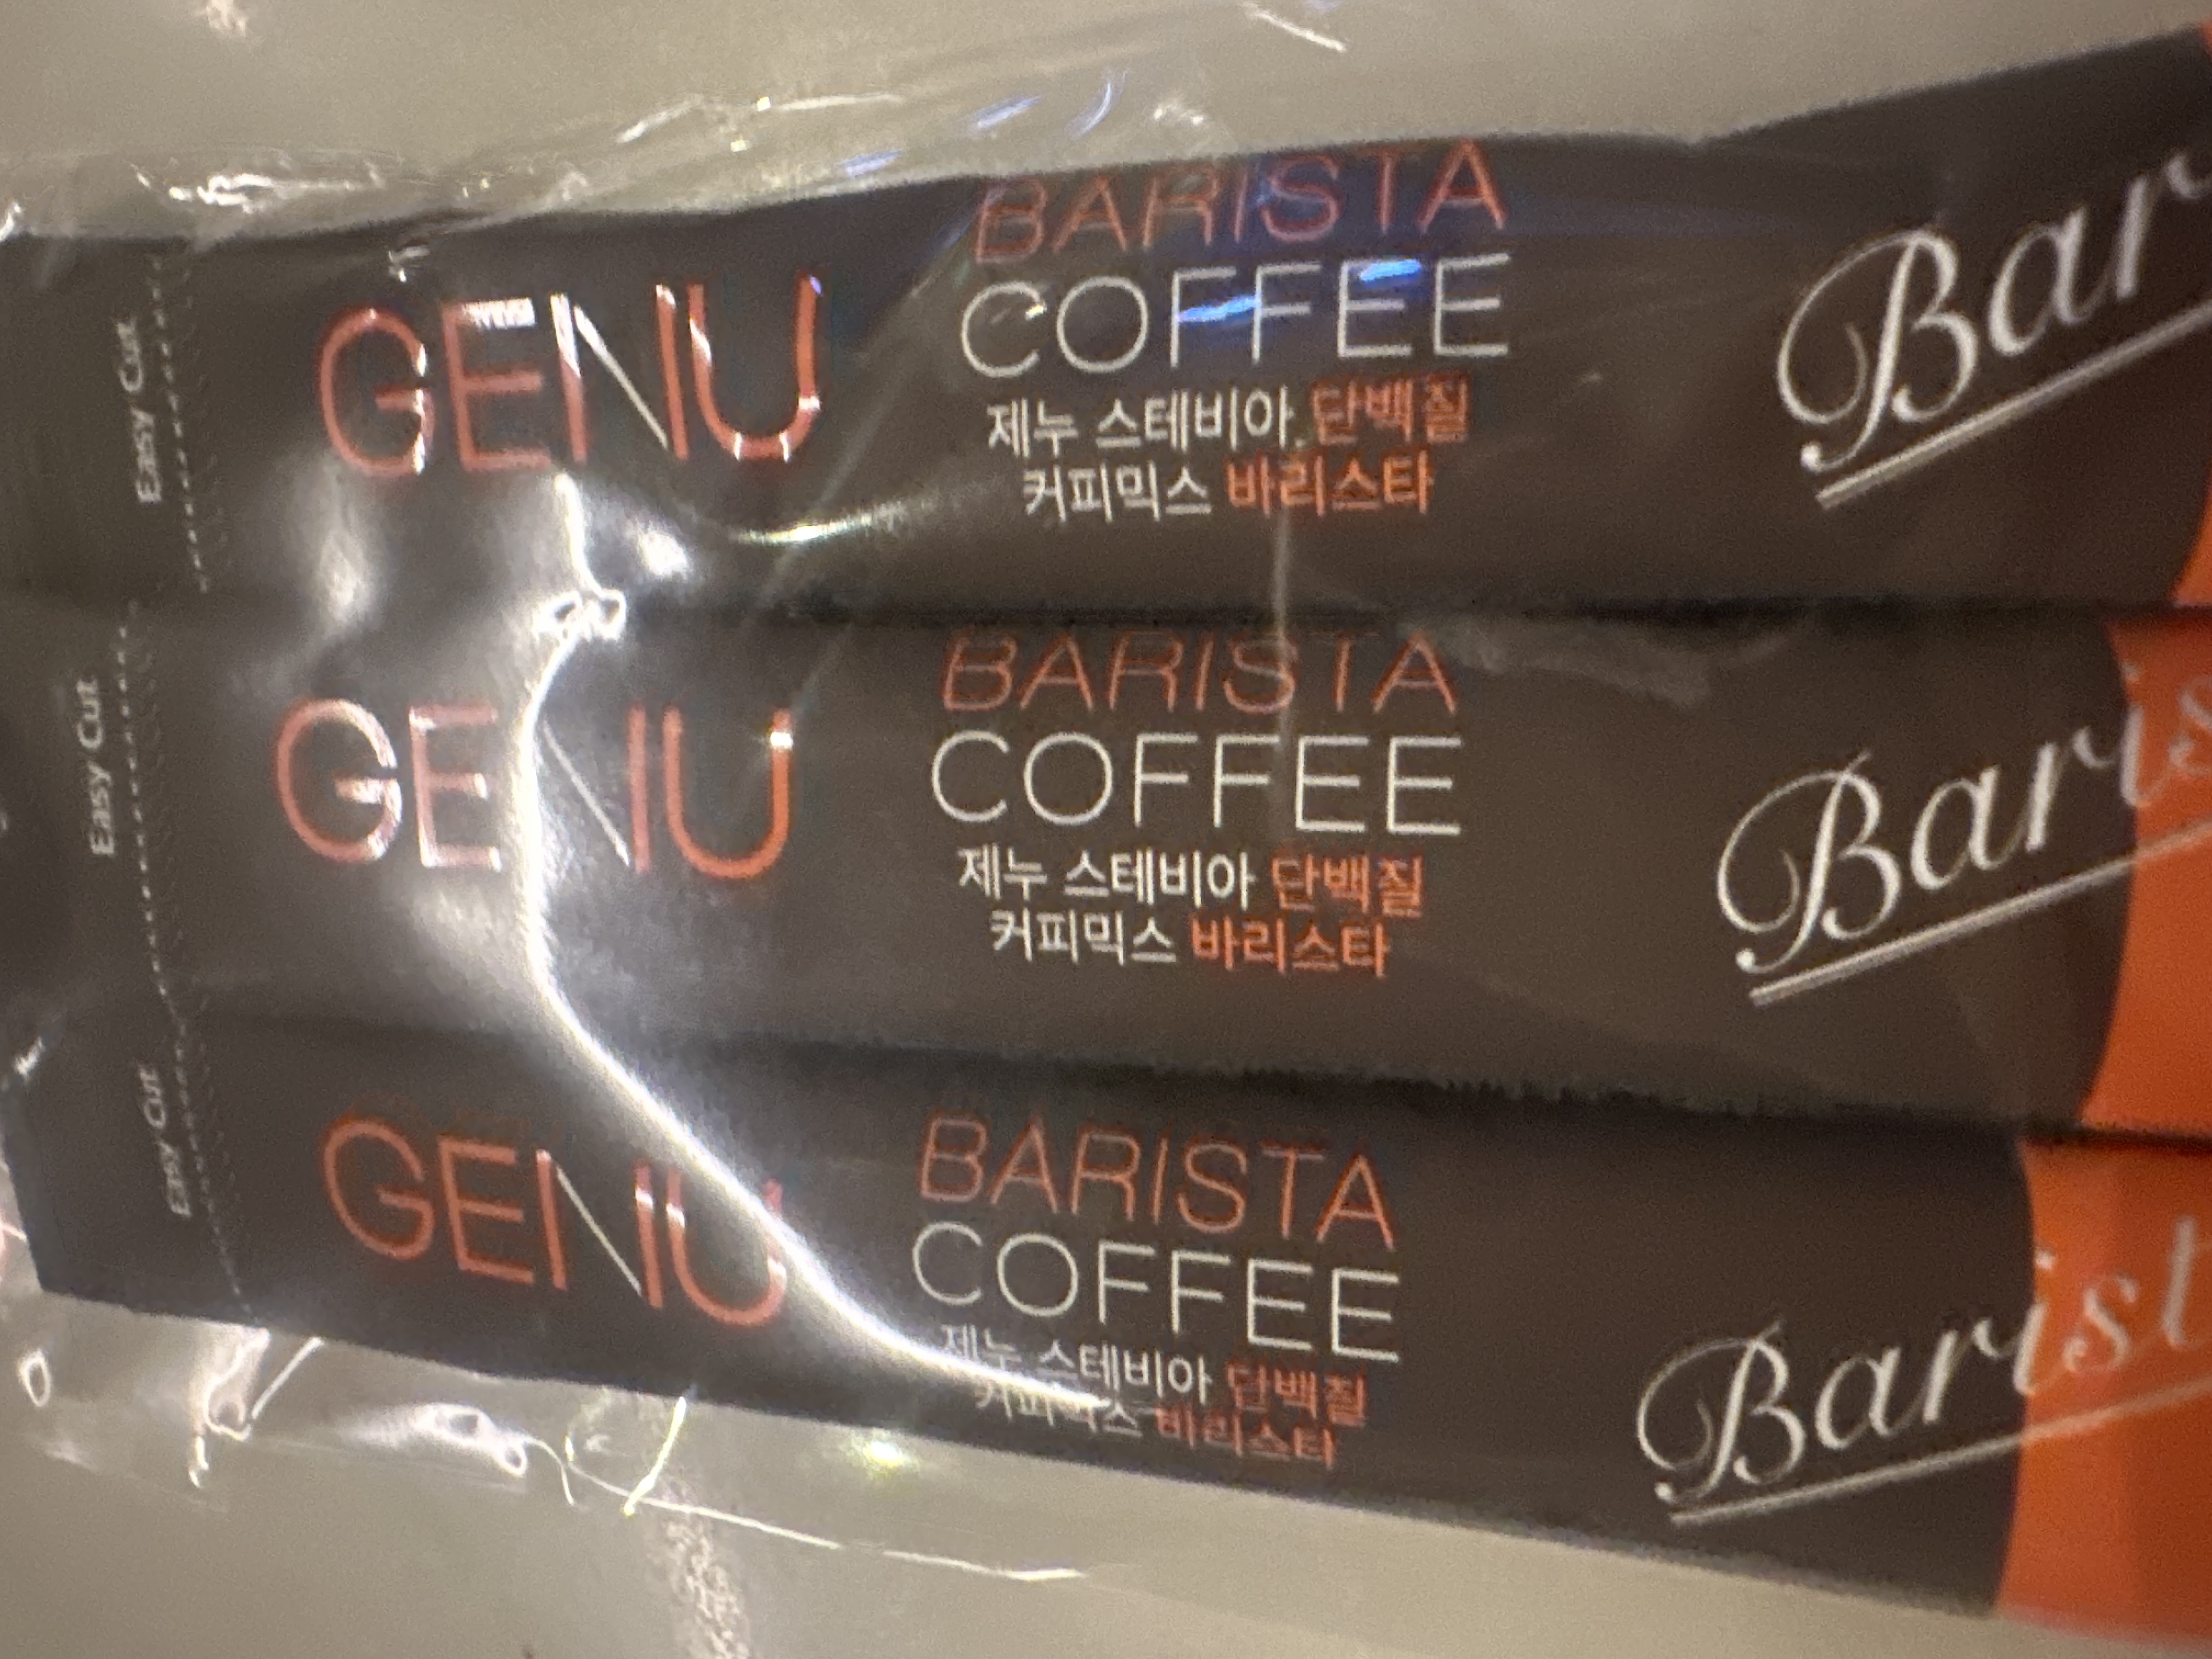 Easy Cut
GENU
BARISTA
COFFEE
제누 스테비아 단백질
커피믹스 바리스타
Bar
Easy Cut
GENU
BARISTA
COFFEE
제누 스테비아 단백질
커피믹스 바리스타
Baris
Easy Cut
GENU
BARISTA
COFFEE
제누 스테비아 단백질
커피믹스 바리스타
Barist